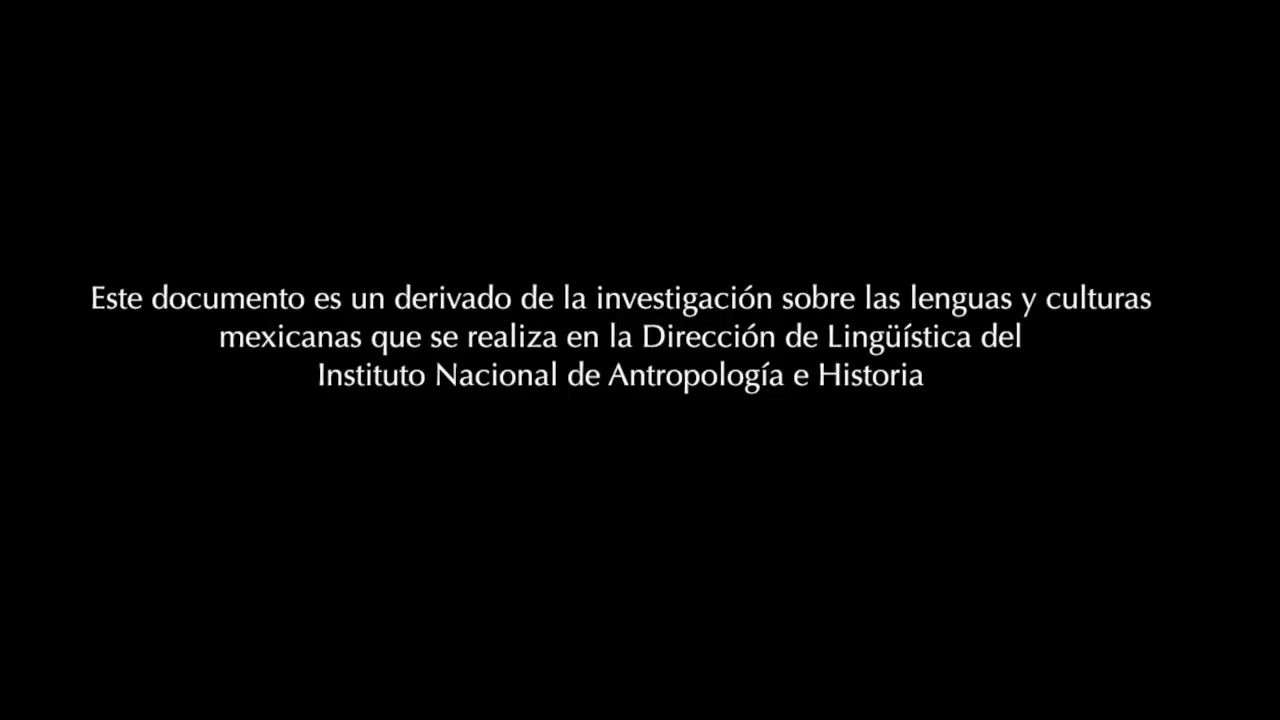 Este documento es un derivado de la investigación sobre las lenguas y culturas
mexicanas que se realiza en la Dirección de Lingüística del
Instituto Nacional de Antropología e Historia